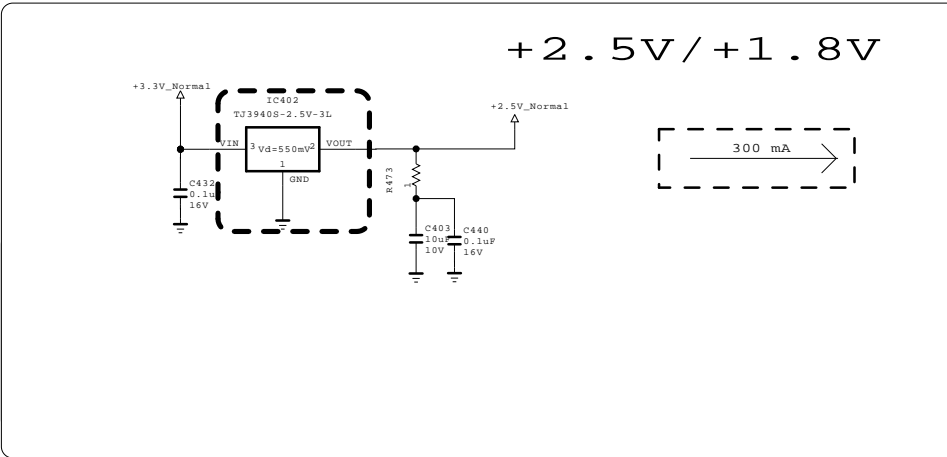 +2.5V/+1.8V
+3.3V_Normal
IC402
TJ3940S-2.5V-3L
+2.5V_Normal
VIN
3
Vd=550mV
2
VOUT
1
GND
300 mA
R473
1
C432
0.1u
16V
C403
10uF
10V
C440
0.1uF
16V